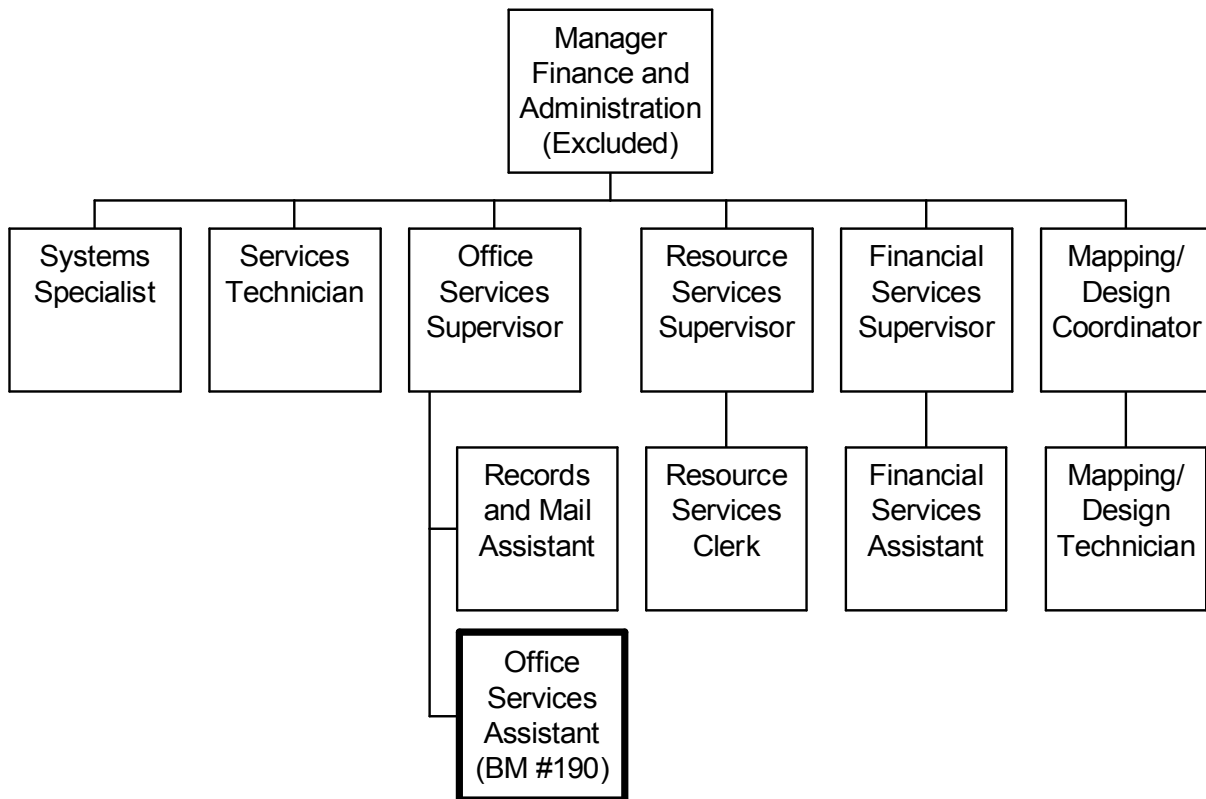 Manager
Finance and
Administration
(Excluded)
Systems
Specialist
Services
Technician
Office
Services
Supervisor
Resource
Services
Supervisor
Financial
Services
Supervisor
Mapping/
Design
Coordinator
Records
and Mail
Assistant
Resource
Services
Clerk
Financial
Services
Assistant
Mapping/
Design
Technician
Office
Services
Assistant
(BM #190)